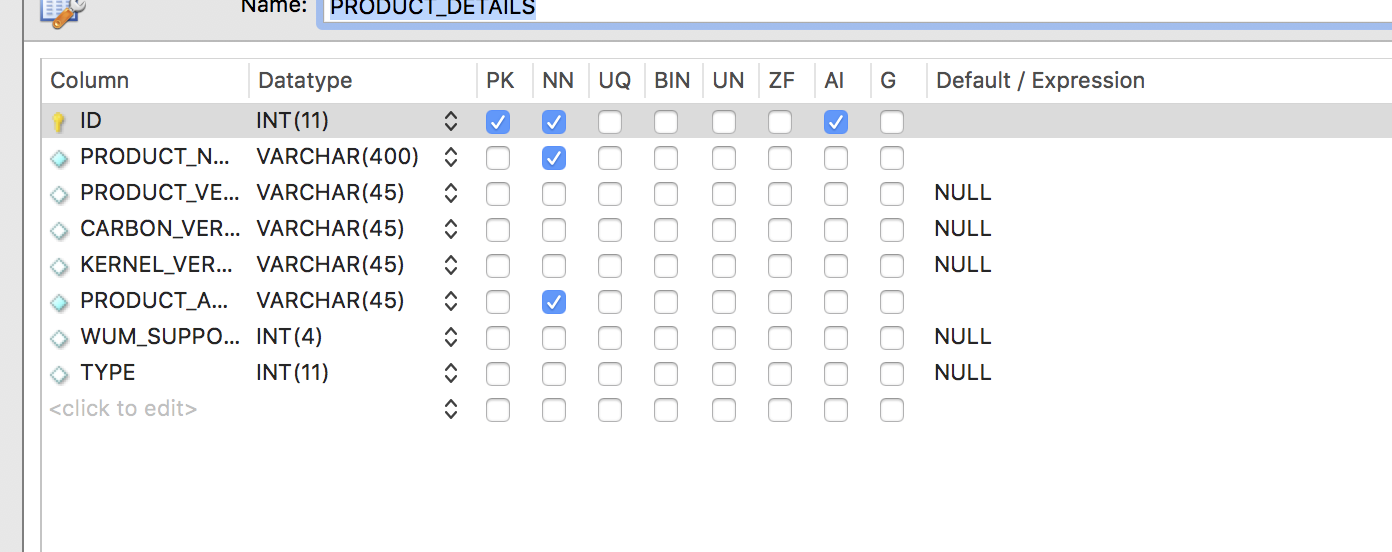 Name: PRODUCT_DETAILS
Column Datatype PK NN UQ BIN UN ZF AI G Default / Expression
ID INT(11)
PRODUCT_N... VARCHAR(400)
PRODUCT_VE... VARCHAR(45) NULL
CARBON_VER... VARCHAR(45) NULL
KERNEL_VER... VARCHAR(45) NULL
PRODUCT_A... VARCHAR(45)
WUM_SUPPO... INT(4) NULL
TYPE INT(11) NULL
<click to edit>